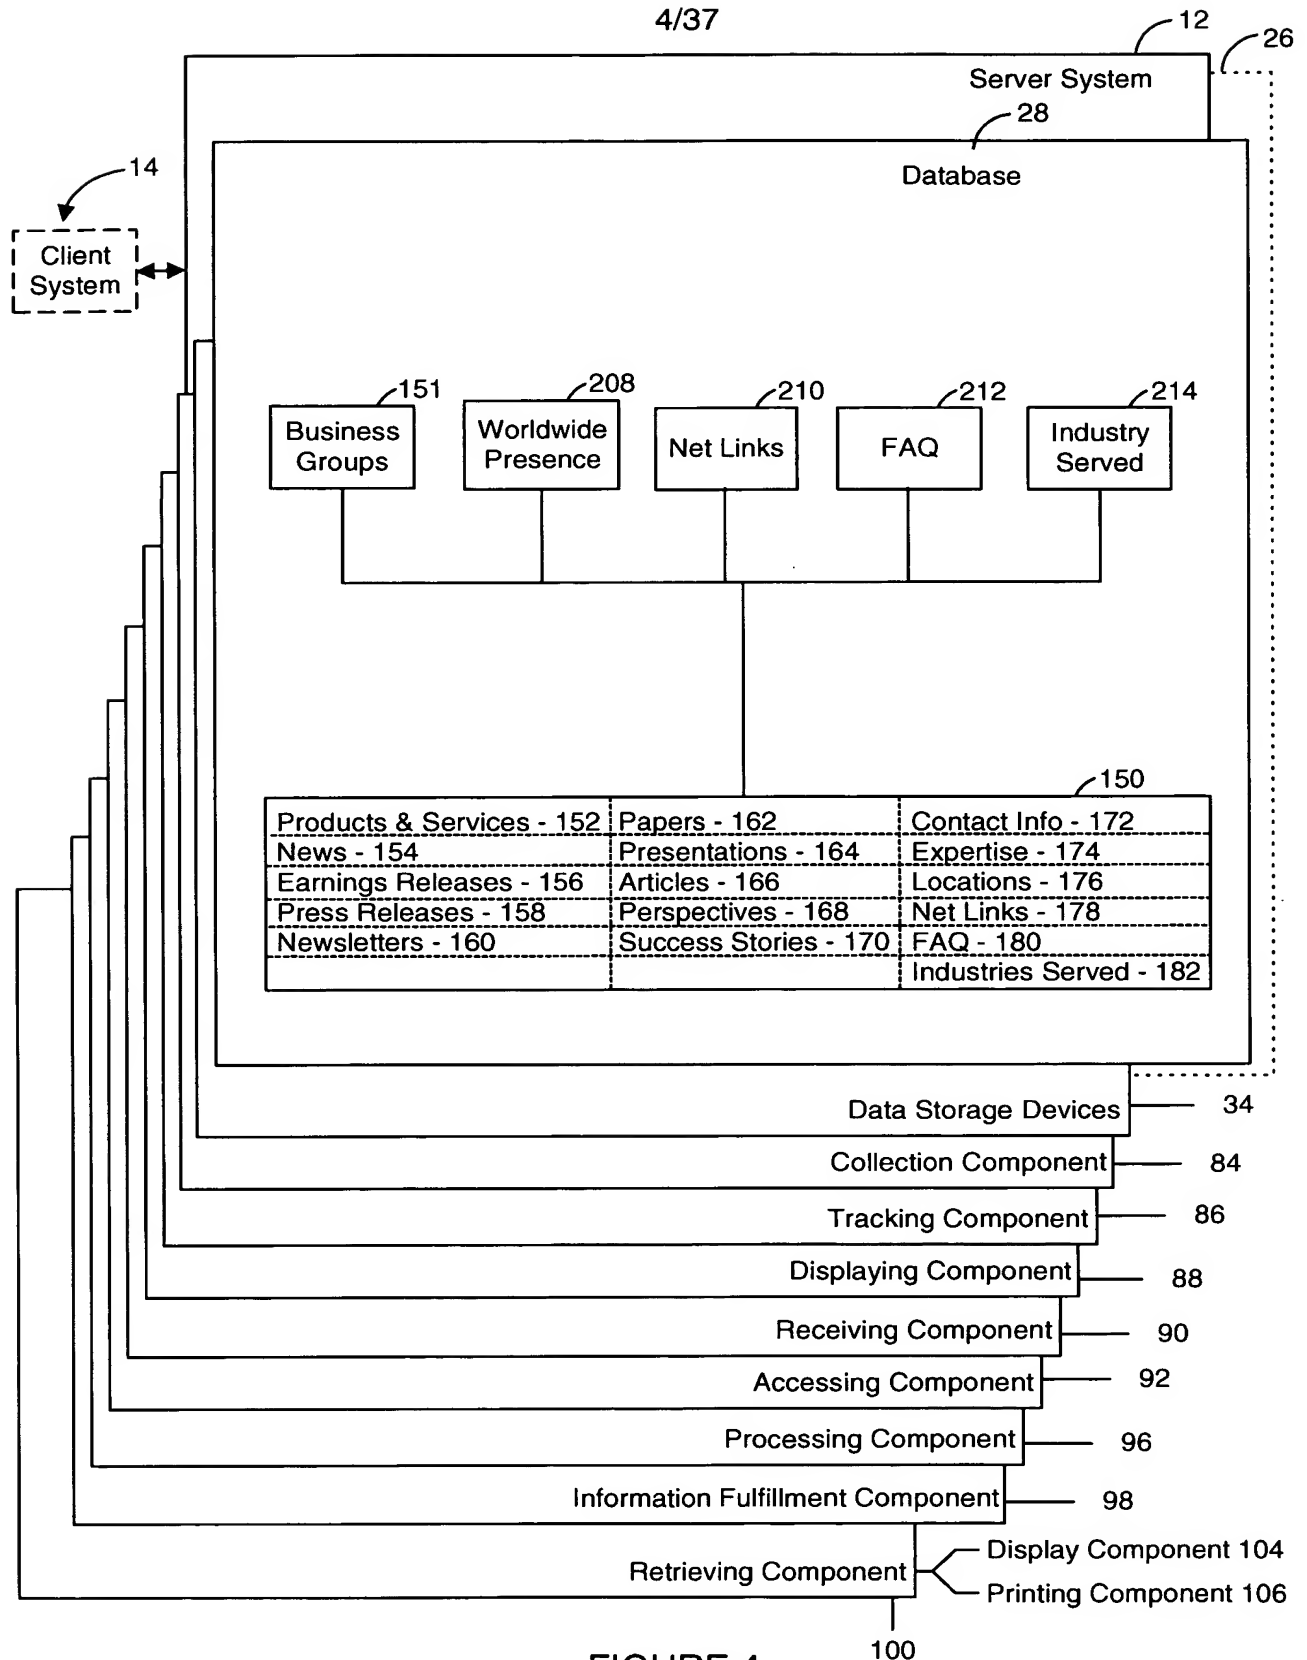 4/37
12
26
Server System
28
Database
14
Client
System
151
208
210
212
214
Business
Groups
Worldwide
Presence
Net Links
FAQ
Industry
Served
150
Products & Services - 152
Papers - 162
Contact Info - 172
News - 154
Presentations - 164
Expertise - 174
Earnings Releases - 156
Articles - 166
Locations - 176
Press Releases - 158
Perspectives - 168
Net Links - 178
Newsletters - 160
Success Stories - 170
FAQ - 180
Industries Served - 182
Data Storage Devices
34
Collection Component
84
Tracking Component
86
Displaying Component
88
Receiving Component
90
Accessing Component
92
Processing Component
96
Information Fulfillment Component
98
Retrieving Component
Display Component 104
Printing Component 106
100